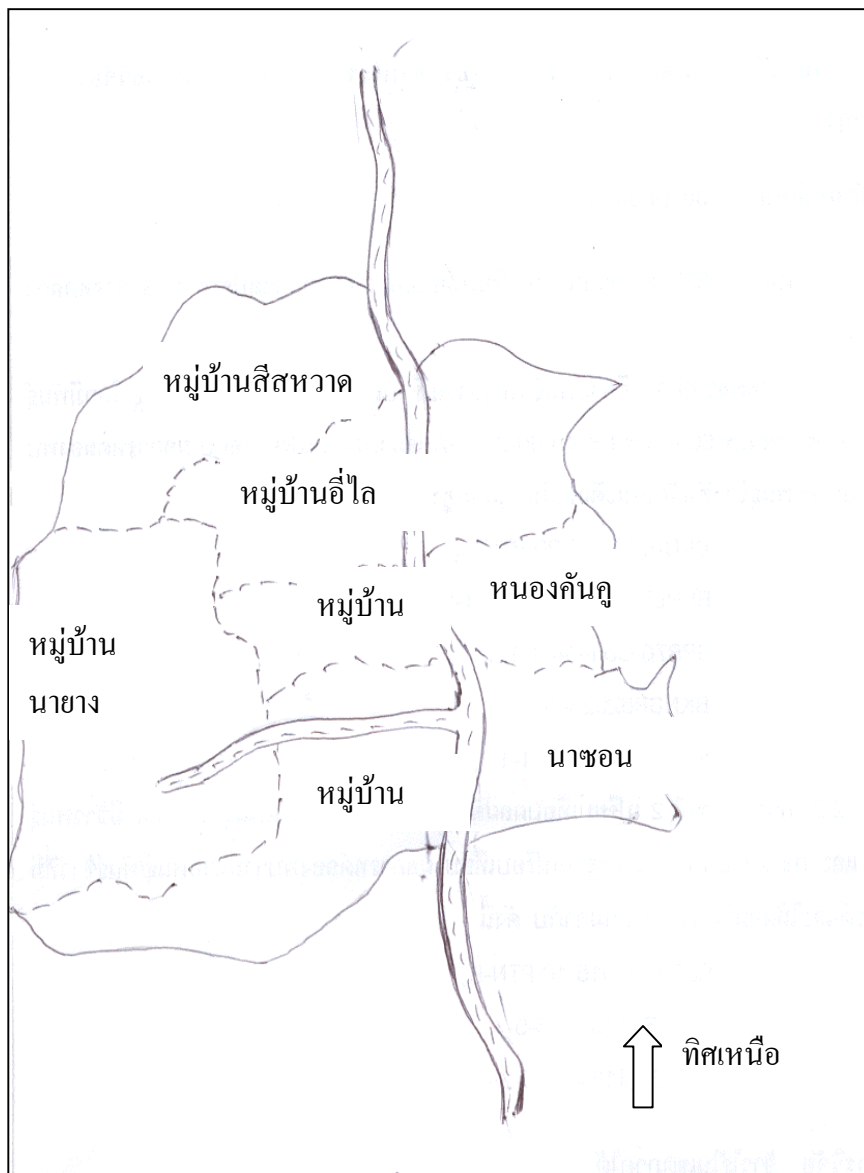 หมู่บ้านสีสหวาด
หมู่บ้านอี่ไล
หมู่บ้าน
หนองคันคู
หมู่บ้าน
นายาง
นาซอน
หมู่บ้าน
ทิศเหนือ